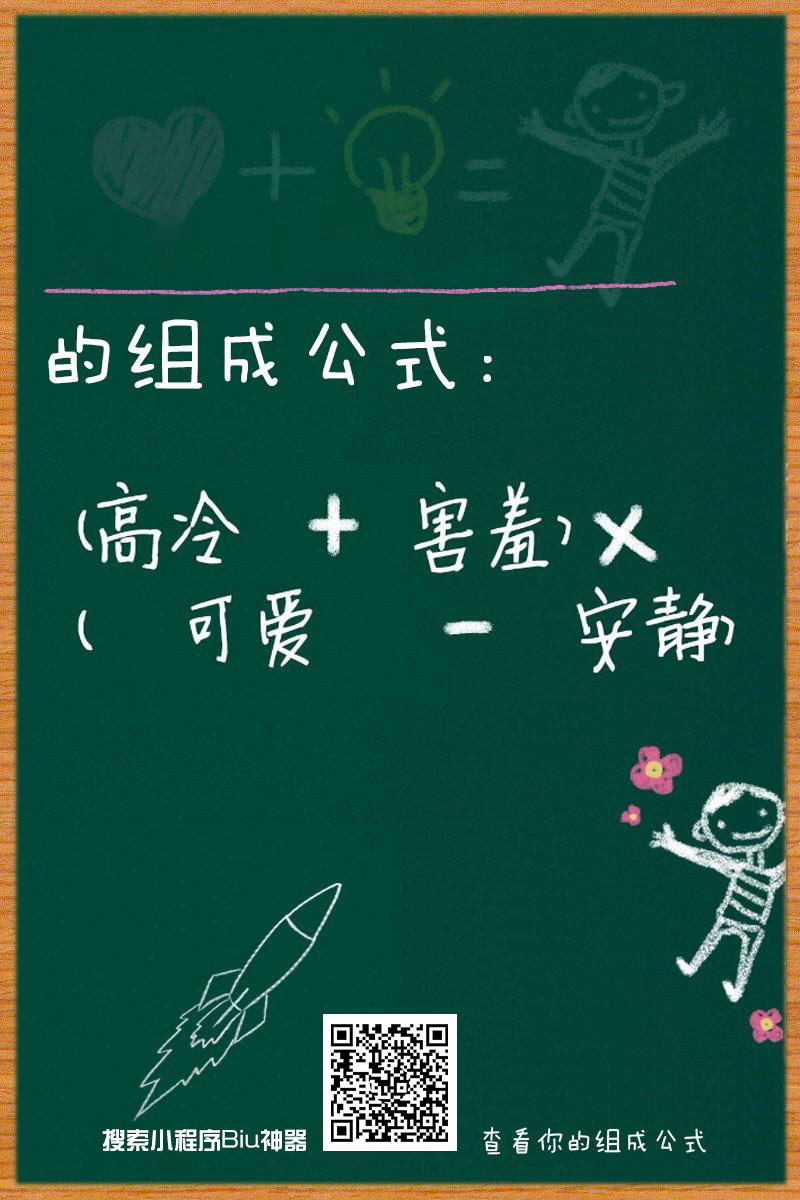 的组成公式：
(高冷 + 害羞)×
( 可爱 - 安静)
搜索小程序Biu神器
查看你的组成公式